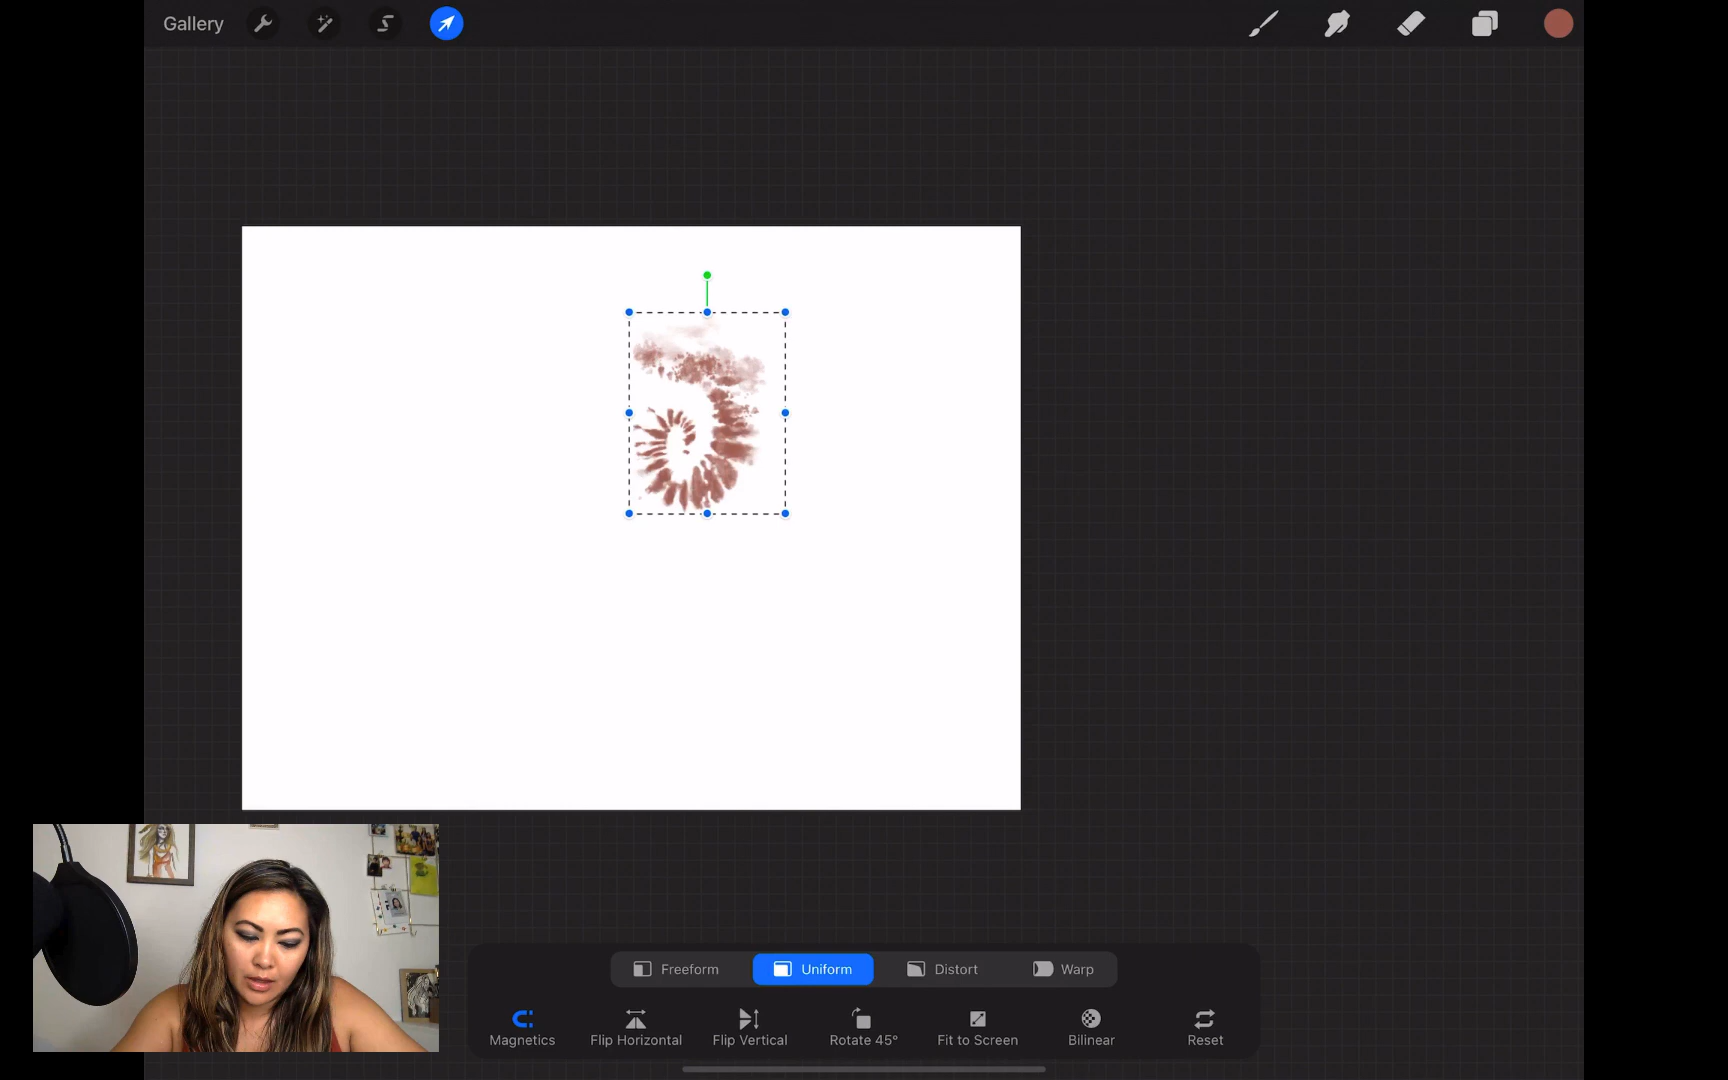 Gallery
Freeform Uniform Distort Warp
Magnetics Flip Horizontal Flip Vertical Rotate 45° Fit to Screen Bilinear Reset